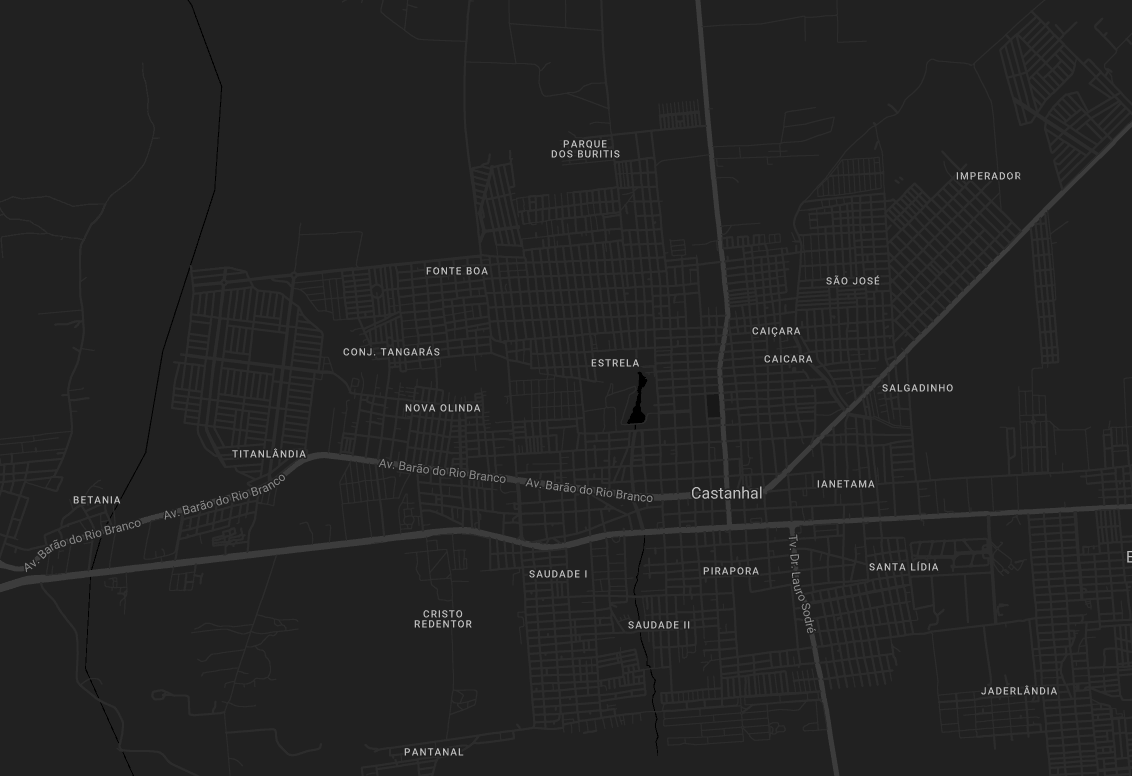 PARQUE
DOS BURITIS
IMPERADOR
FONTE BOA
SÃO JOSÉ
CAIÇARA
CONJ. TANGARÁS
CAICARA
ESTRELA
SALGADINHO
NOVA OLINDA
TITANLÂNDIA
Av. Barão do Rio Branco
Av. Barão do Rio Branco
Av. Barão do Rio Branco
Av. Barão do Rio Branco
Castanhal
IANETAMA
BETANIA
Tv. Dr. Lauro Sodré
SAUDADE I
PIRAPORA
SANTA LÍDIA
CRISTO
REDENTOR
SAUDADE II
JADERLÂNDIA
PANTANAL